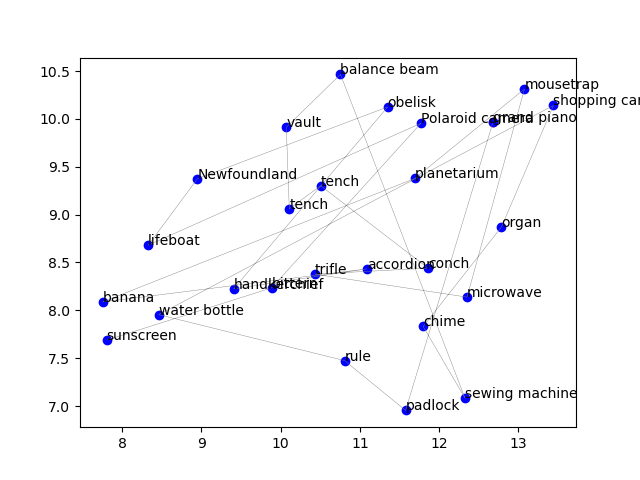 10.5
10.0
9.5
9.0
8.5
8.0
7.5
7.0
8
9
10
11
12
13
balance beam
mousetrap
shopping car
obelisk
Polaroid camera
grand piano
vault
Newfoundland
tench
planetarium
tench
organ
lifeboat
trifle
accordion
conch
handkerchief
bittern
banana
microwave
water bottle
chime
sunscreen
rule
sewing machine
padlock